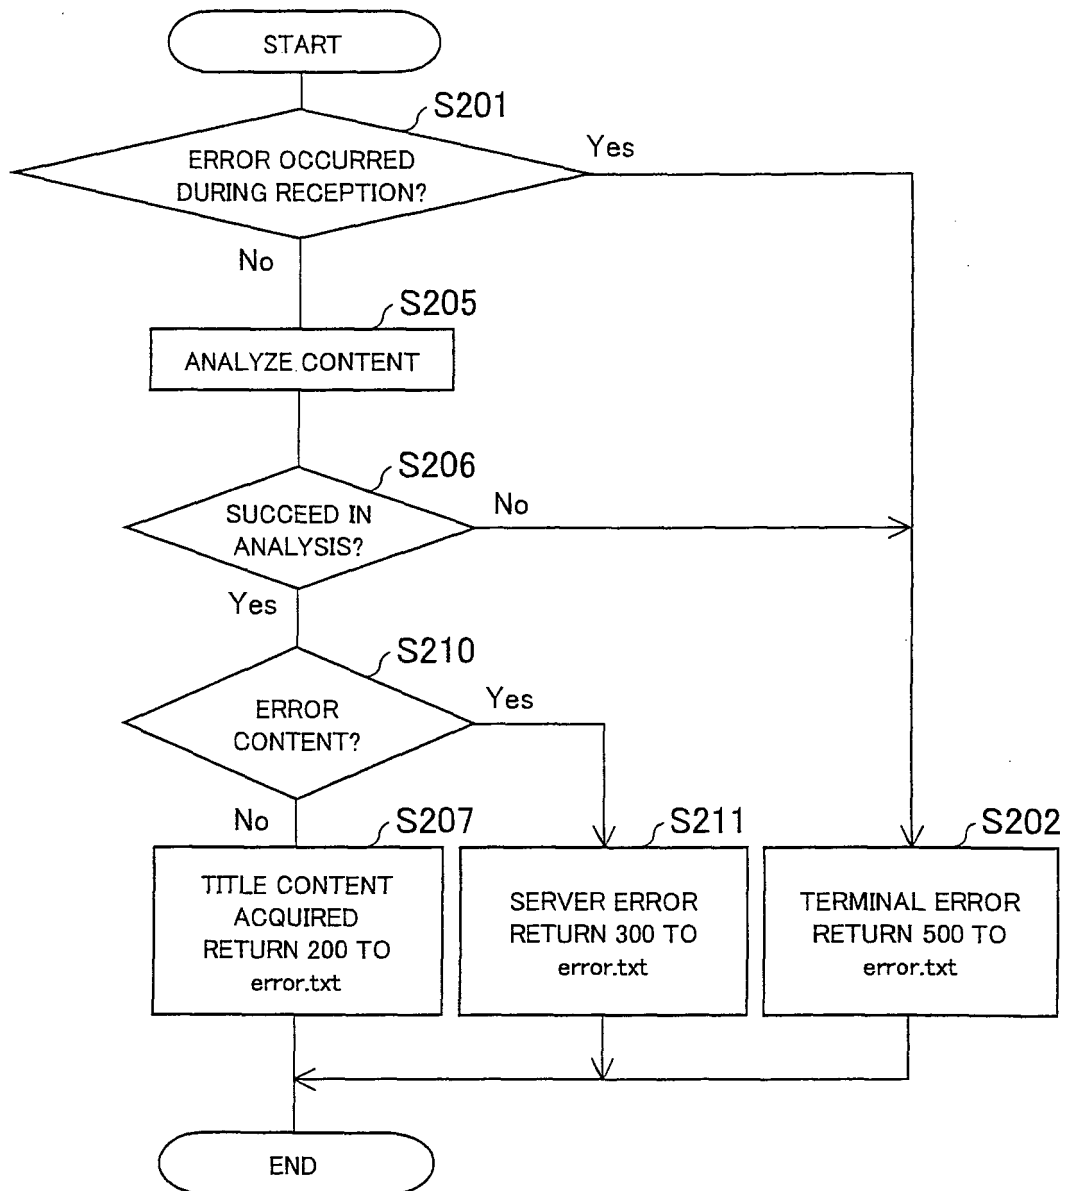 START
S201
ERROR OCCURRED
DURING RECEPTION?
Yes
No
S205
ANALYZE CONTENT
S206
SUCCEED IN
ANALYSIS?
No
Yes
S210
ERROR
CONTENT?
Yes
No
S207
TITLE CONTENT
ACQUIRED
RETURN 200 TO
error.txt
S211
SERVER ERROR
RETURN 300 TO
error.txt
S202
TERMINAL ERROR
RETURN 500 TO
error.txt
END